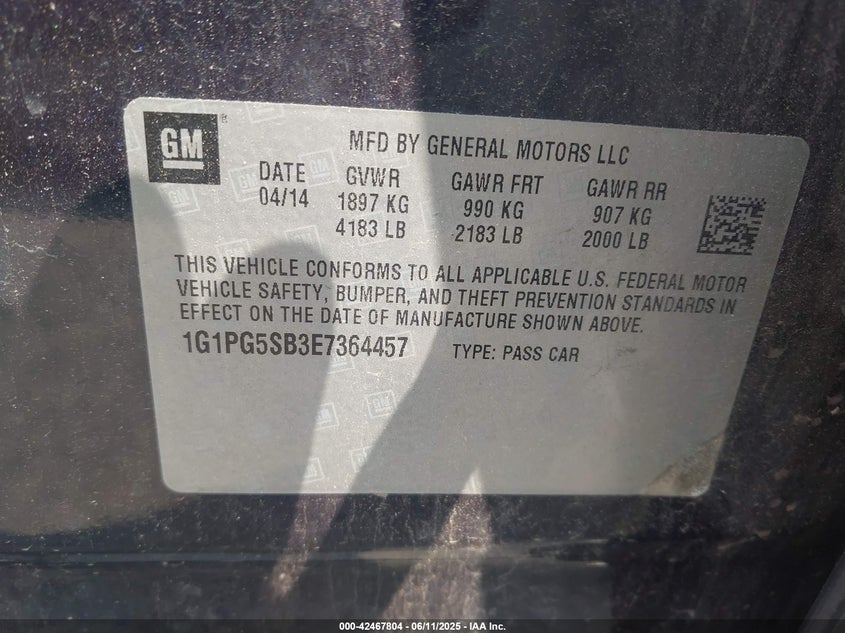 GM ®
MFD BY GENERAL MOTORS LLC
DATE GVWR GAWR FRT GAWR RR
04/14 1897 KG 990 KG 907 KG
4183 LB 2183 LB 2000 LB
THIS VEHICLE CONFORMS TO ALL APPLICABLE U.S. FEDERAL MOTOR
VEHICLE SAFETY, BUMPER, AND THEFT PREVENTION STANDARDS IN
EFFECT ON THE DATE OF MANUFACTURE SHOWN ABOVE.
1G1PG5SB3E7364457 TYPE: PASS CAR
000-42467804 | 06/11/2025 - IAA Inc.